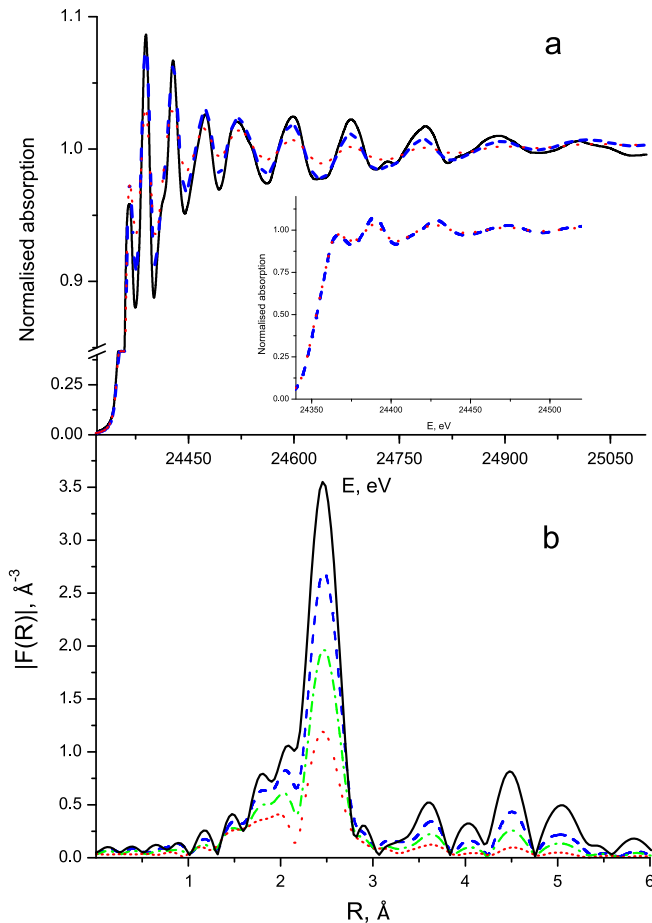 a
1.1
1.0
0.9
0.25
0.00
Normalised absorption
1.00
0.75
0.50
0.25
0.00
Normalised absorption
24350 24400 24450 24500
E, eV
24450 24600 24750 24900 25050
E, eV
b
3.5
3.0
2.5
2.0
1.5
1.0
0.5
0.0
|F(R)|, Å⁻³
1 2 3 4 5 6
R, Å